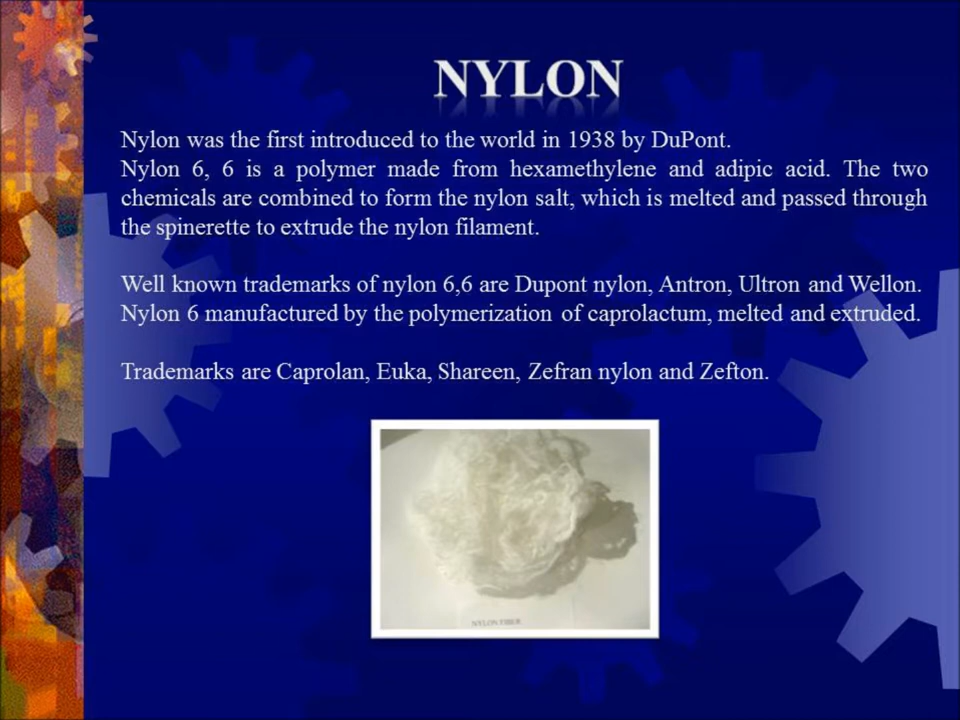 NYLON
Nylon was the first introduced to the world in 1938 by DuPont.
Nylon 6, 6 is a polymer made from hexamethylene and adipic acid. The two
chemicals are combined to form the nylon salt, which is melted and passed through
the spinerette to extrude the nylon filament.
Well known trademarks of nylon 6,6 are Dupont nylon, Antron, Ultron and Wellon.
Nylon 6 manufactured by the polymerization of caprolactum, melted and extruded.
Trademarks are Caprolan, Euka, Shareen, Zefran nylon and Zefton.
NYLON FIBER